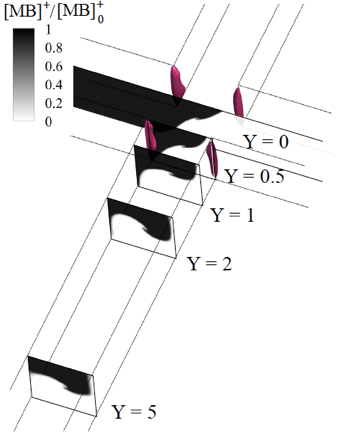 [MB]⁺/[MB]₀⁺
1
0.8
0.6
0.4
0.2
0
Y = 0
Y = 0.5
Y = 1
Y = 2
Y = 5